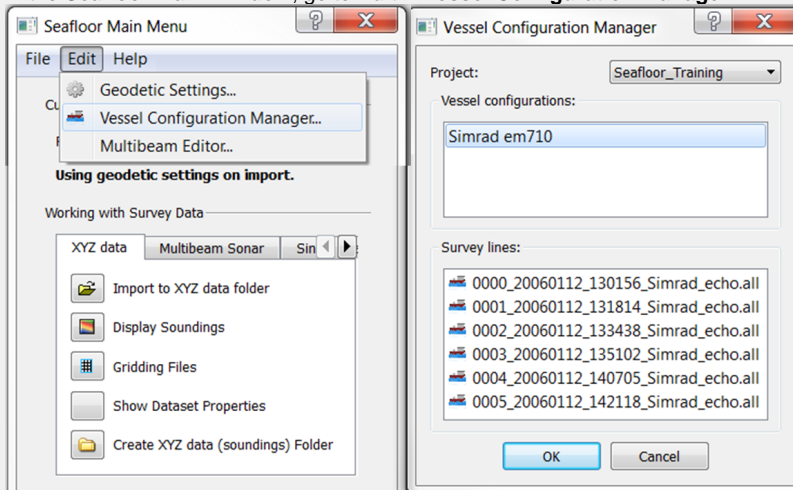 Seafloor Main Menu
File Edit Help
Geodetic Settings...
Vessel Configuration Manager...
Multibeam Editor...
Using geodetic settings on import.
Working with Survey Data
XYZ data Multibeam Sonar
Import to XYZ data folder
Display Soundings
Gridding Files
Show Dataset Properties
Create XYZ data (soundings) Folder
Vessel Configuration Manager
Project: Seafloor_Training
Vessel configurations:
Simrad em710
Survey lines:
0000_20060112_130156_Simrad_echo.all
0001_20060112_131814_Simrad_echo.all
0002_20060112_133438_Simrad_echo.all
0003_20060112_135102_Simrad_echo.all
0004_20060112_140705_Simrad_echo.all
0005_20060112_142118_Simrad_echo.all
OK Cancel